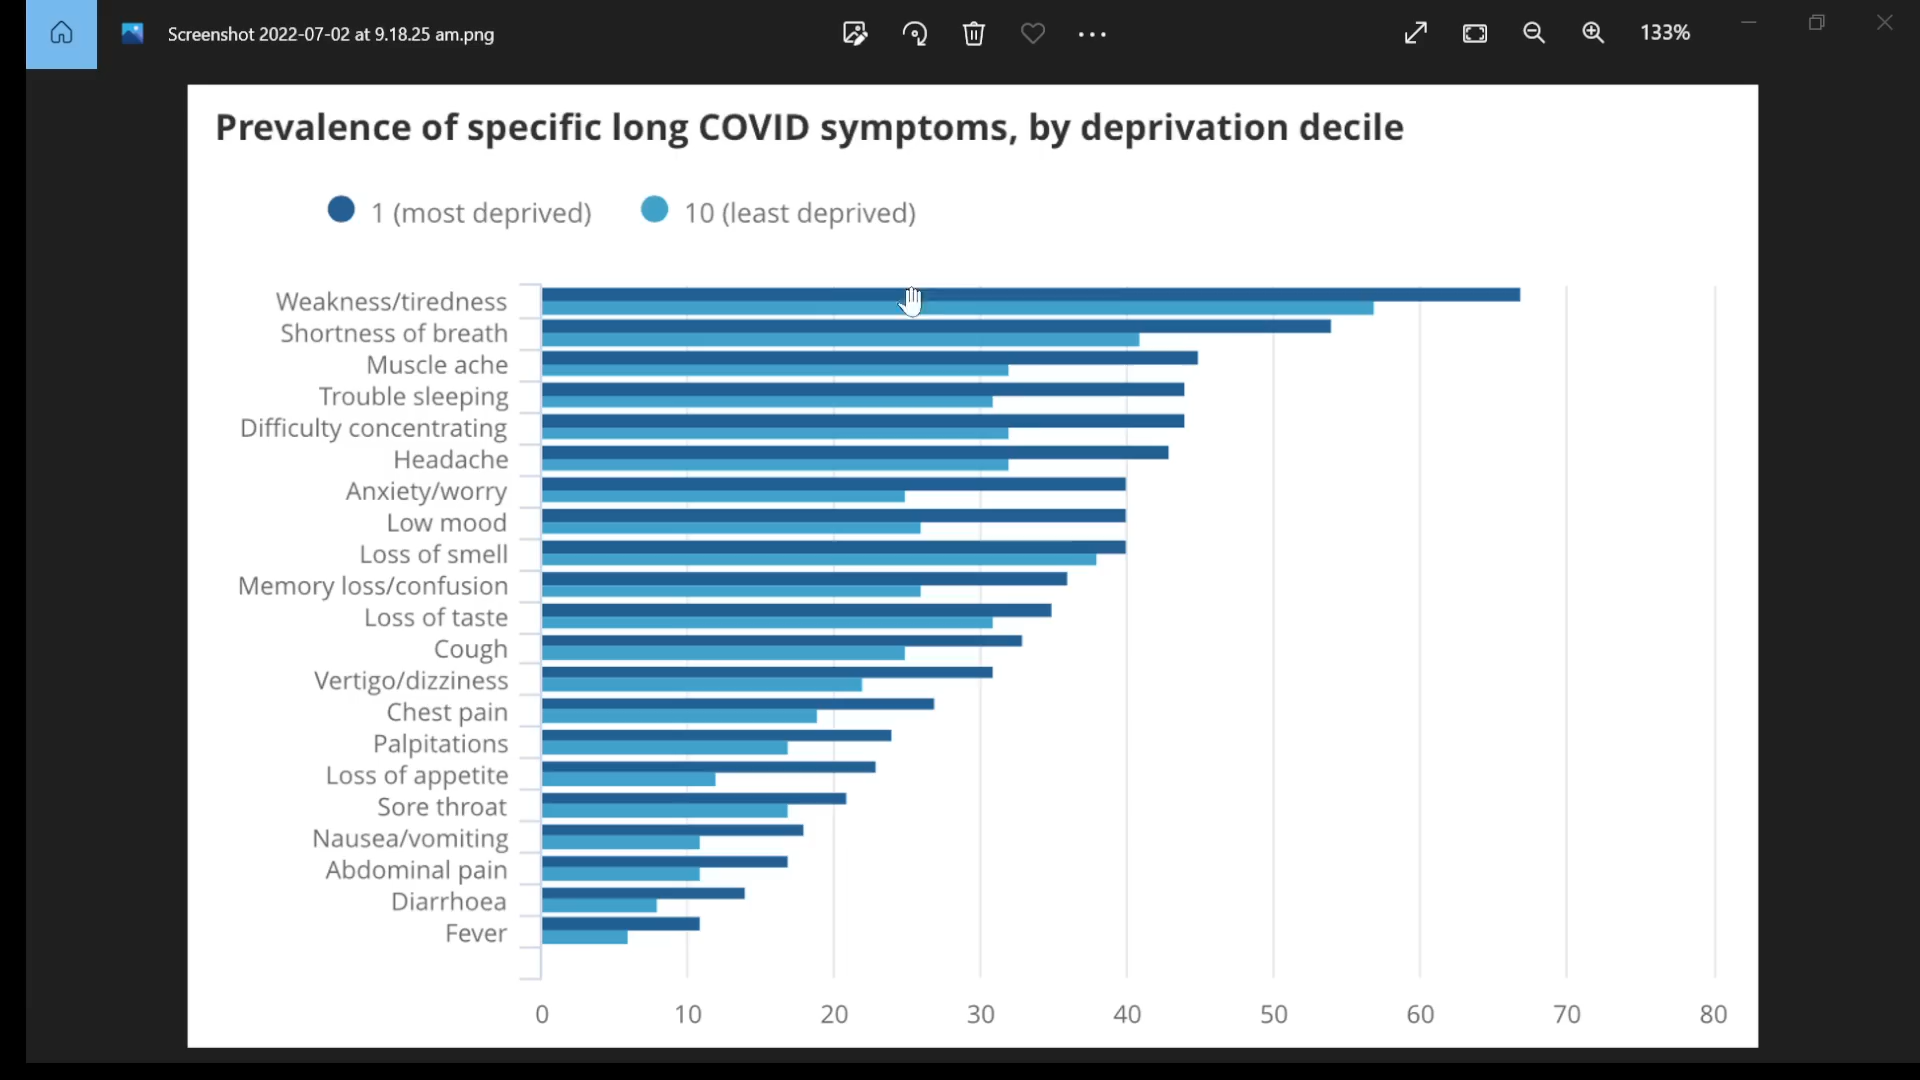 Screenshot 2022-07-02 at 9.18.25 am.png
133%
Prevalence of specific long COVID symptoms, by deprivation decile
1 (most deprived) 10 (least deprived)
Weakness/tiredness
Shortness of breath
Muscle ache
Trouble sleeping
Difficulty concentrating
Headache
Anxiety/worry
Low mood
Loss of smell
Memory loss/confusion
Loss of taste
Cough
Vertigo/dizziness
Chest pain
Palpitations
Loss of appetite
Sore throat
Nausea/vomiting
Abdominal pain
Diarrhoea
Fever
0 10 20 30 40 50 60 70 80